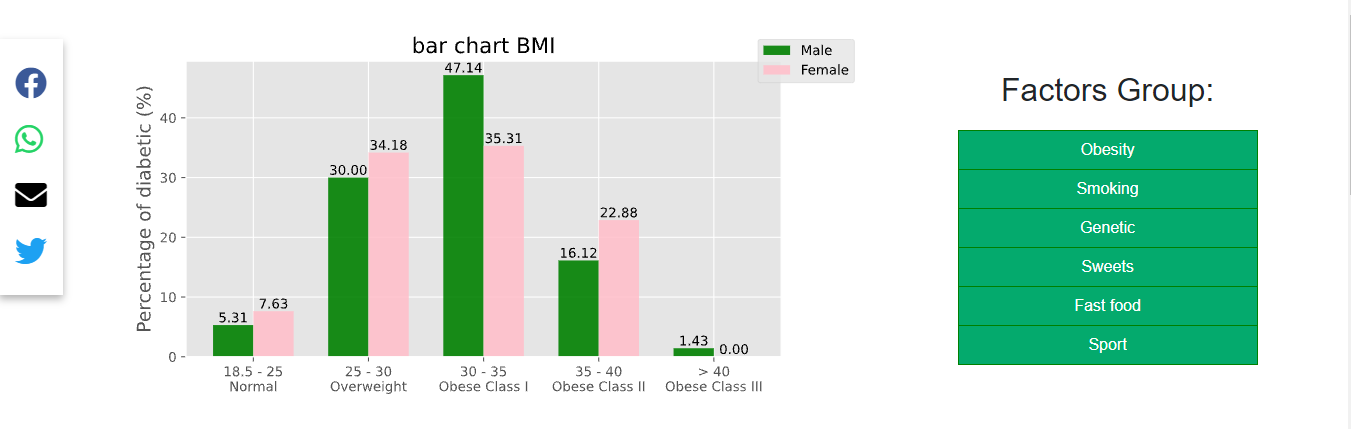 bar chart BMI
Male
Female
Percentage of diabetic (%)
40
30
20
10
0
5.31
7.63
30.00
34.18
47.14
35.31
16.12
22.88
1.43
0.00
18.5 - 25
Normal
25 - 30
Overweight
30 - 35
Obese Class I
35 - 40
Obese Class II
> 40
Obese Class III
Factors Group:
Obesity
Smoking
Genetic
Sweets
Fast food
Sport